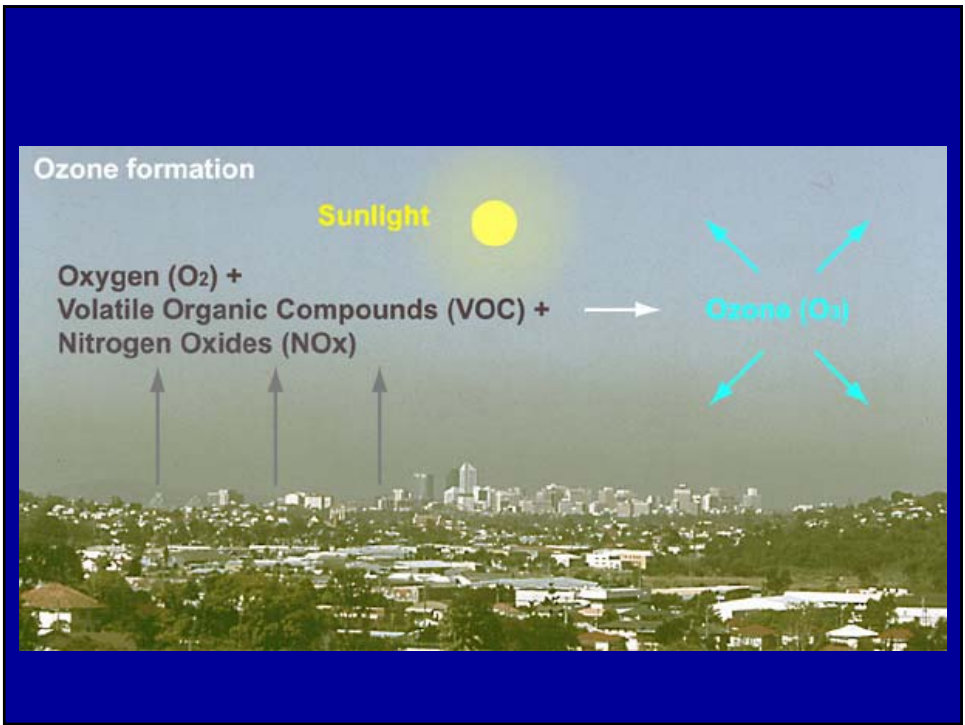 Ozone formation
Sunlight
Oxygen (O₂) +
Volatile Organic Compounds (VOC) +
Nitrogen Oxides (NOx)
Ozone (O₃)